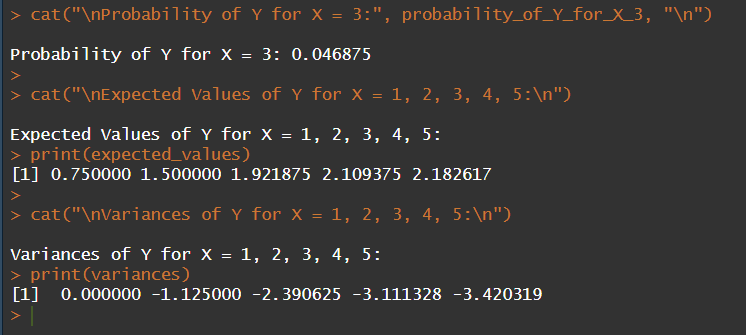 > cat("\nProbability of Y for X = 3:", probability_of_Y_for_X_3, "\n")
Probability of Y for X = 3: 0.046875
>
> cat("\nExpected Values of Y for X = 1, 2, 3, 4, 5:\n")
Expected Values of Y for X = 1, 2, 3, 4, 5:
> print(expected_values)
[1] 0.750000 1.500000 1.921875 2.109375 2.182617
>
> cat("\nVariances of Y for X = 1, 2, 3, 4, 5:\n")
Variances of Y for X = 1, 2, 3, 4, 5:
> print(variances)
[1]  0.000000 -1.125000 -2.390625 -3.111328 -3.420319
>